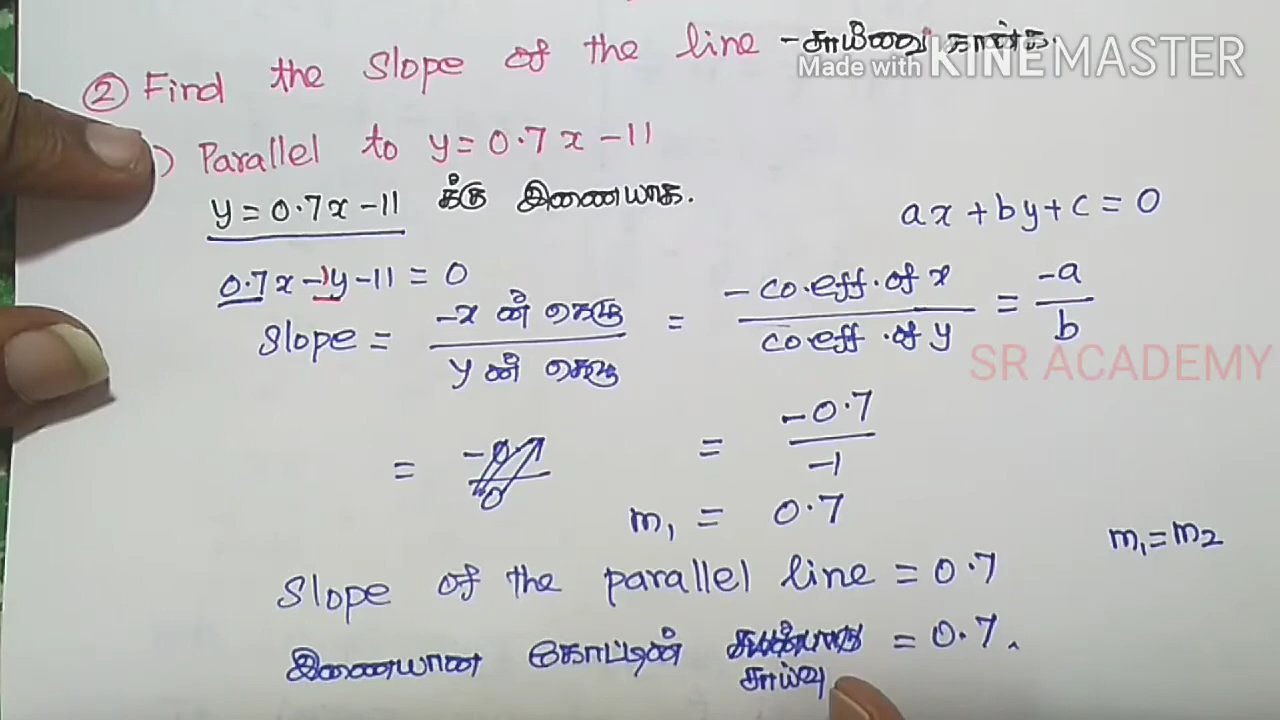 ② Find the slope of the line - சாய்வு காண்க.
Made with KINEMASTER
) Parallel to y = 0.7x - 11
y = 0.7x - 11 க்கு இணையாக.
ax + by + c = 0
0.7x - 1y - 11 = 0
Slope = -x ன் கெழு / y ன் கெழு = - co.eff. of x / co.eff. of y = -a / b
SR ACADEMY
= = -0.7 / -1
m₁ = 0.7
m₁ = m₂
Slope of the parallel line = 0.7
இணையான கோட்டின் சாய்வு = 0.7.